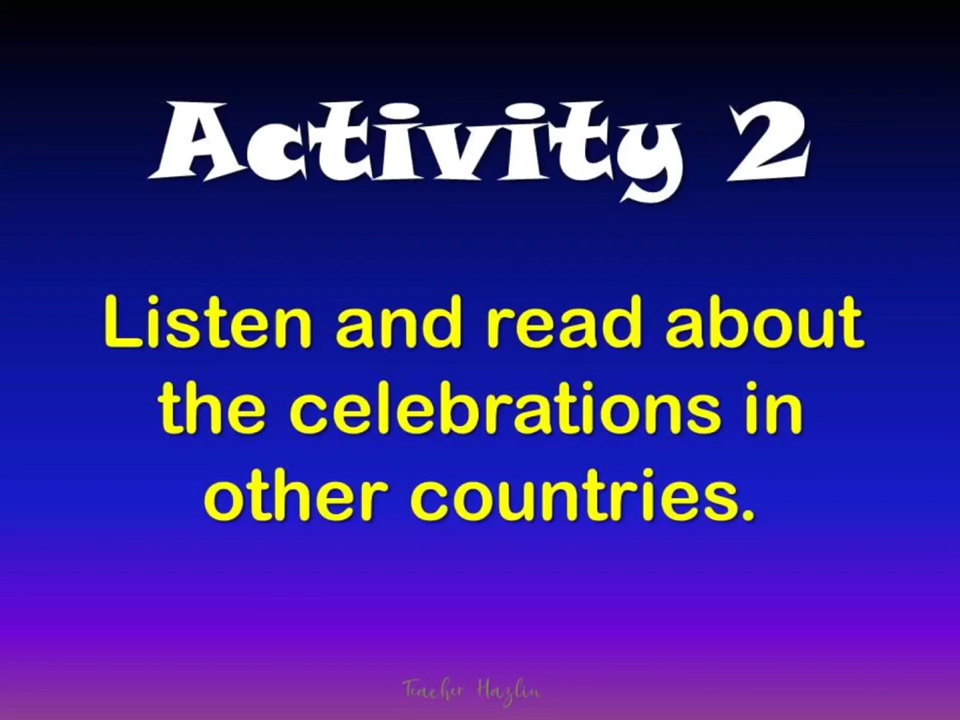 Activity 2
Listen and read about
the celebrations in
other countries.
Teacher Hazlin